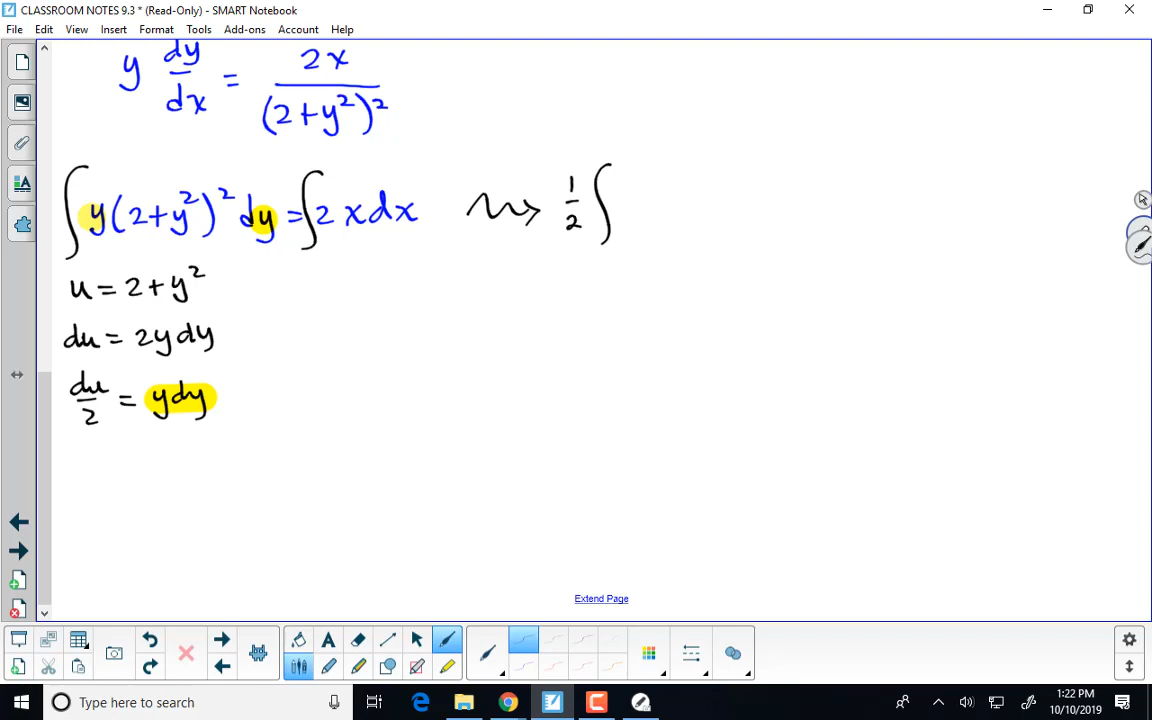 CLASSROOM NOTES 9.3 * (Read-Only) - SMART Notebook
File Edit View Insert Format Tools Add-ons Account Help
y dy/dx = 2x/(2+y²)²
∫ y(2+y²)² dy = ∫ 2x dx ⇝ 1/2 ∫
u = 2+y²
du = 2y dy
du/2 = y dy
Extend Page
Type here to search
1:22 PM
10/10/2019